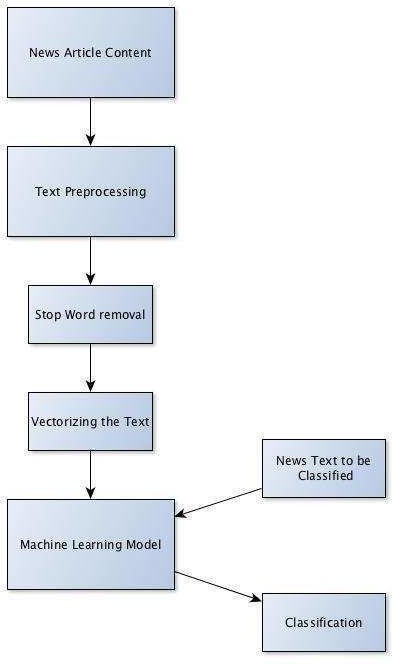 News Article Content
Text Preprocessing
Stop Word removal
Vectorizing the Text
News Text to be
Classified
Machine Learning Model
Classification